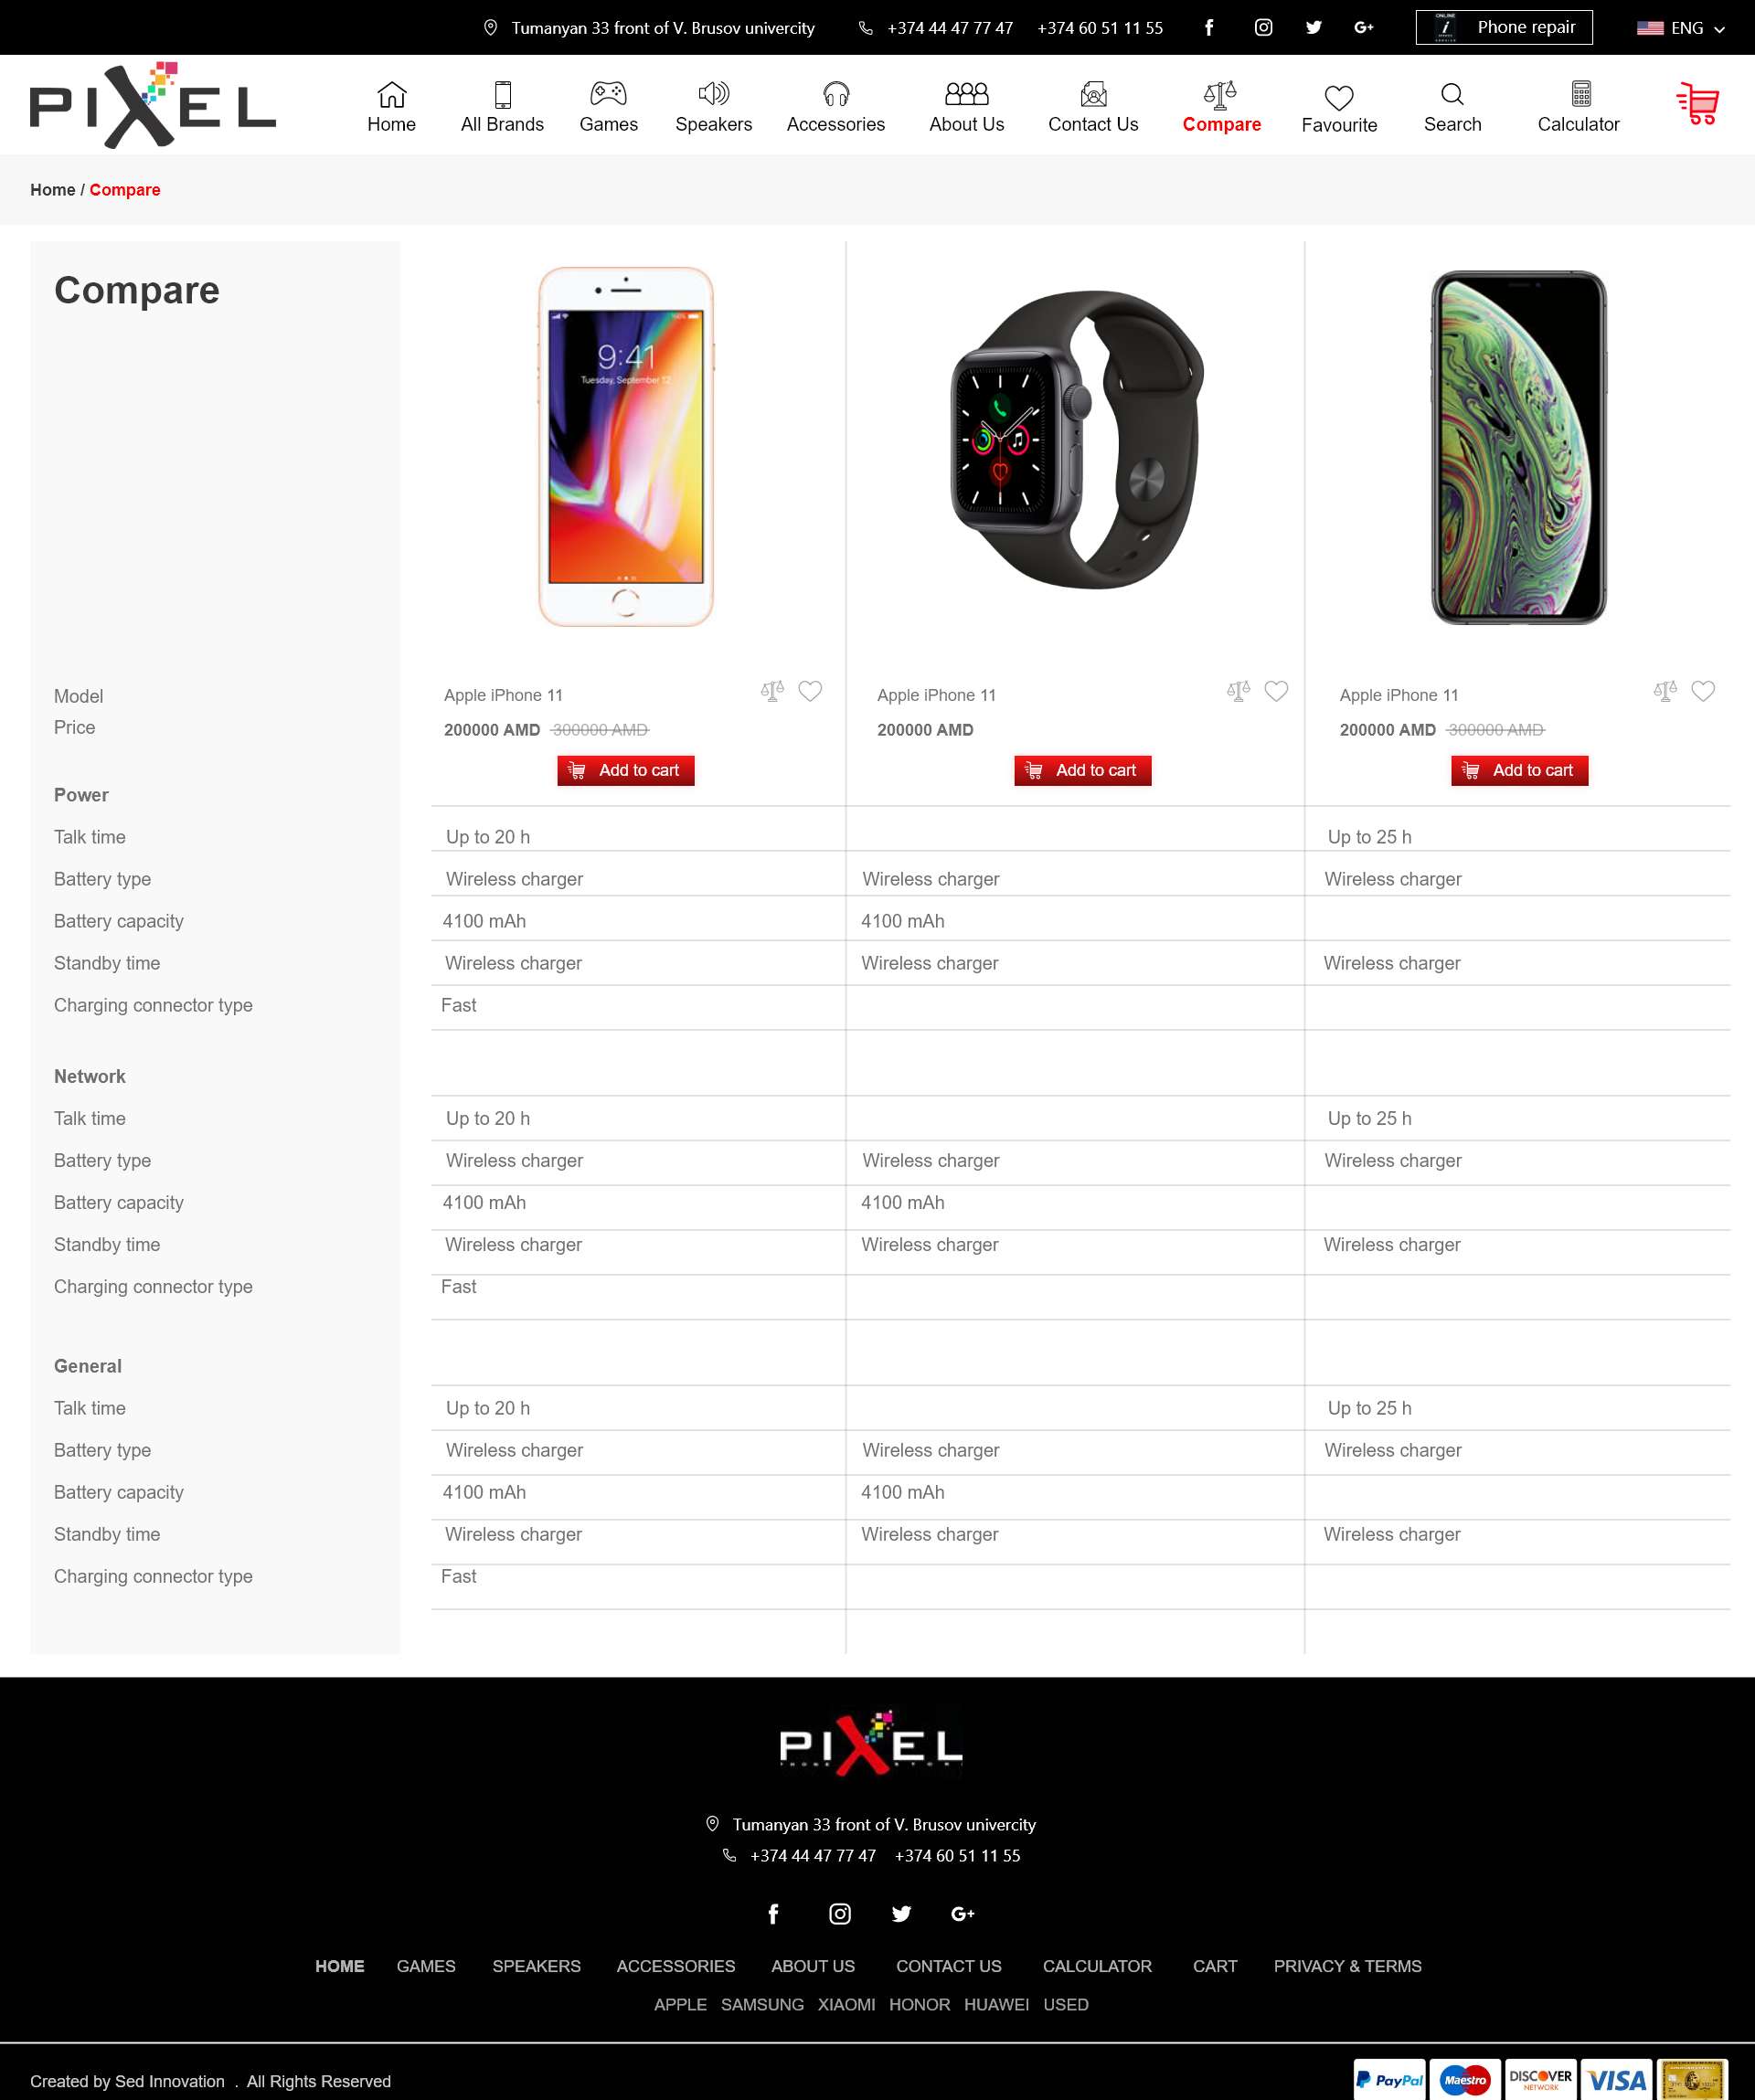 Tumanyan 33 front of V. Brusov univercity +374 44 47 77 47 +374 60 51 11 55 Phone repair ENG
PIXEL
Home All Brands Games Speakers Accessories About Us Contact Us Compare Favourite Search Calculator
Home / Compare
Compare
9:41
Tuesday, September 12
Model Apple iPhone 11 Apple iPhone 11 Apple iPhone 11
Price 200000 AMD 300000 AMD 200000 AMD 200000 AMD 300000 AMD
Add to cart Add to cart Add to cart
Power
Talk time Up to 20 h Up to 25 h
Battery type Wireless charger Wireless charger Wireless charger
Battery capacity 4100 mAh 4100 mAh
Standby time Wireless charger Wireless charger Wireless charger
Charging connector type Fast
Network
Talk time Up to 20 h Up to 25 h
Battery type Wireless charger Wireless charger Wireless charger
Battery capacity 4100 mAh 4100 mAh
Standby time Wireless charger Wireless charger Wireless charger
Charging connector type Fast
General
Talk time Up to 20 h Up to 25 h
Battery type Wireless charger Wireless charger Wireless charger
Battery capacity 4100 mAh 4100 mAh
Standby time Wireless charger Wireless charger Wireless charger
Charging connector type Fast
PIXEL
Tumanyan 33 front of V. Brusov univercity
+374 44 47 77 47 +374 60 51 11 55
HOME GAMES SPEAKERS ACCESSORIES ABOUT US CONTACT US CALCULATOR CART PRIVACY & TERMS
APPLE SAMSUNG XIAOMI HONOR HUAWEI USED
Created by Sed Innovation . All Rights Reserved PayPal Maestro DISCOVER NETWORK VISA